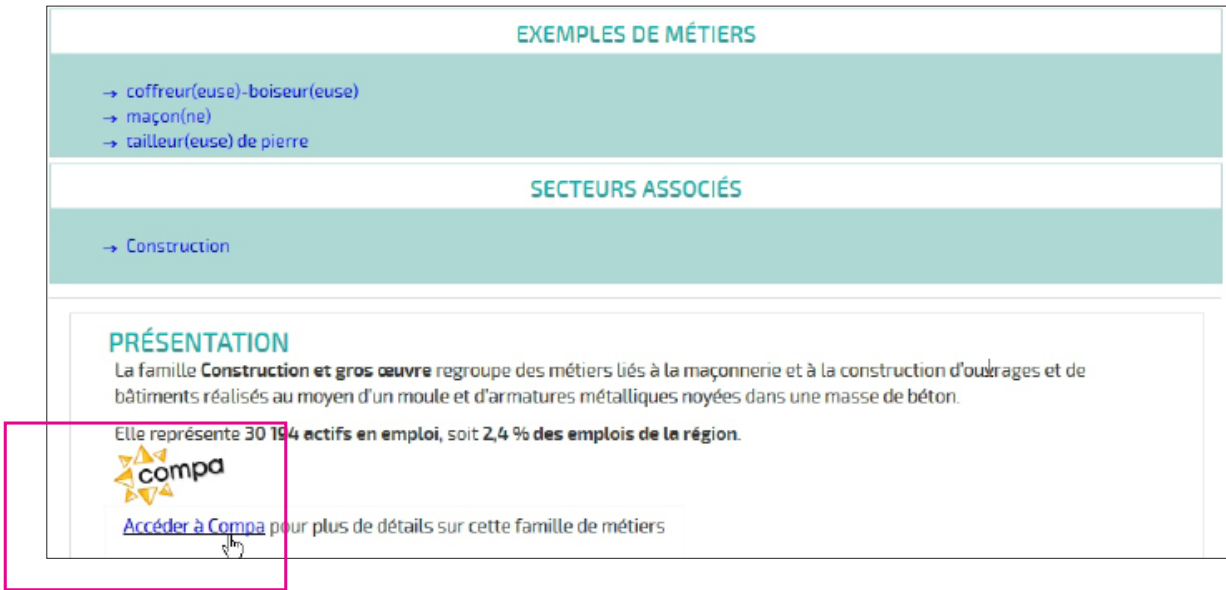 EXEMPLES DE MÉTIERS
→ coffreur(euse)-boiseur(euse)
→ maçon(ne)
→ tailleur(euse) de pierre
SECTEURS ASSOCIÉS
→ Construction
PRÉSENTATION
La famille Construction et gros œuvre regroupe des métiers liés à la maçonnerie et à la construction d'ouvrages et de
bâtiments réalisés au moyen d'un moule et d'armatures métalliques noyées dans une masse de béton.
Elle représente 30 194 actifs en emploi, soit 2,4 % des emplois de la région.
compa
Accéder à Compa pour plus de détails sur cette famille de métiers